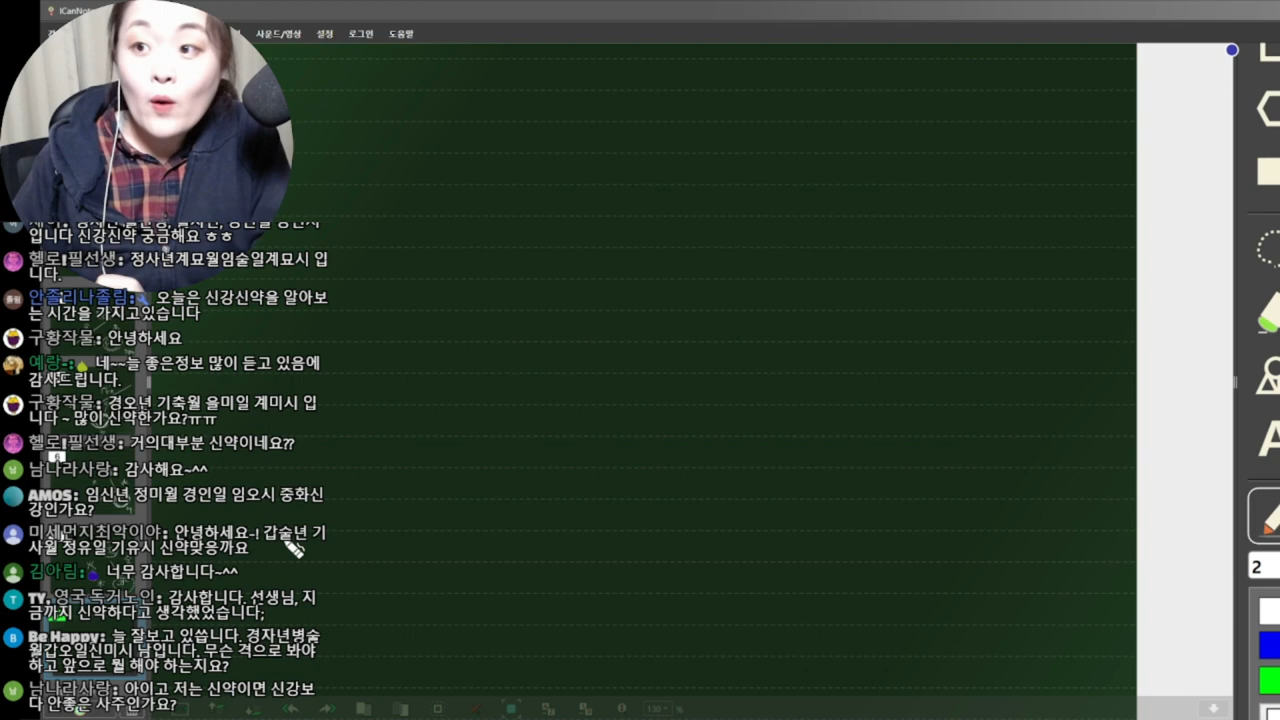 ICanNote
사운드/영상 설정 로그인 도움말
입니다 신강신약 궁금해요 ㅎㅎ
헬로!필선생: 정사년계묘월임술일계묘시 입
니다.
안졸리나졸림: 오늘은 신강신약을 알아보
는 시간을 가지고있습니다
구황작물: 안녕하세요
예랑-: 네~~늘 좋은정보 많이 듣고 있음에
감사드립니다.
구황작물: 경오년 기축월 을미일 계미시 입
니다 ~ 많이 신약한가요?ㅠㅠ
헬로!필선생: 거의대부분 신약이네요??
남나라사랑: 감사해요~^^
AMOS: 임신년 정미월 경인일 임오시 중화신
강인가요?
미세먼지최악이야: 안녕하세요-! 갑술년 기
사월 정유일 기유시 신약맞을까요
김아림: 너무 감사합니다~^^
TY. 영국 독거노인: 감사합니다. 선생님, 지
금까지 신약하다고 생각했었습니다;
Be Happy: 늘 잘보고 있씁니다. 경자년병술
월갑오일신미시 남입니다. 무슨 격으로 봐야
하고 앞으로 뭘 해야 하는지요?
남나라사랑: 아이고 저는 신약이면 신강보
다 안좋은 사주인가요?
2
130 %